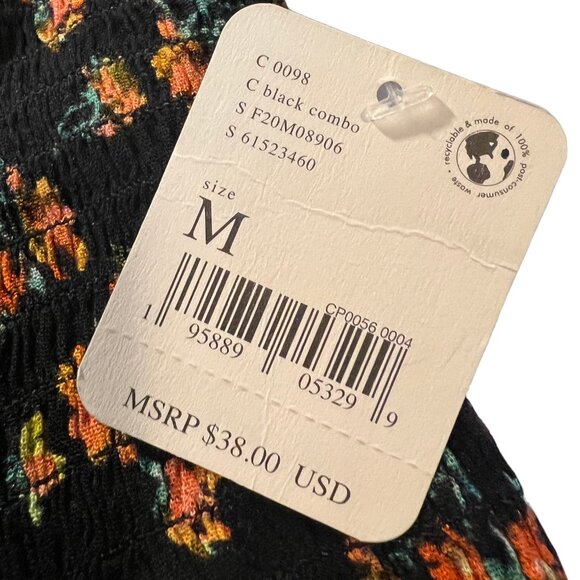 C 0098
C black combo
S F20M08906
S 61523460
recyclable & made of 100% post-consumer waste •
size
M
CP0056 0004
1 95889 05329 9
MSRP $38.00 USD